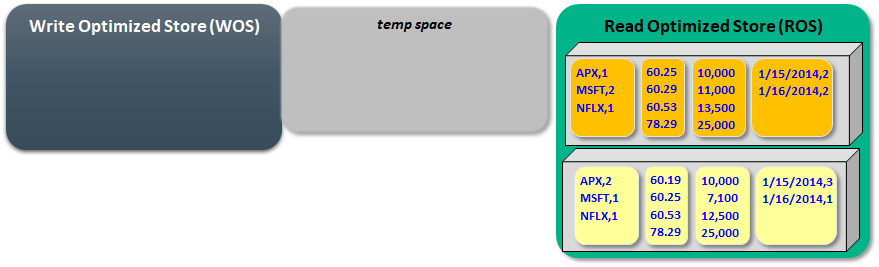 Write Optimized Store (WOS)
temp space
Read Optimized Store (ROS)
APX,1 60.25 10,000 1/15/2014,2
MSFT,2 60.29 11,000 1/16/2014,2
NFLX,1 60.53 13,500
78.29 25,000
APX,2 60.19 10,000 1/15/2014,3
MSFT,1 60.25 7,100 1/16/2014,1
NFLX,1 60.53 12,500
78.29 25,000